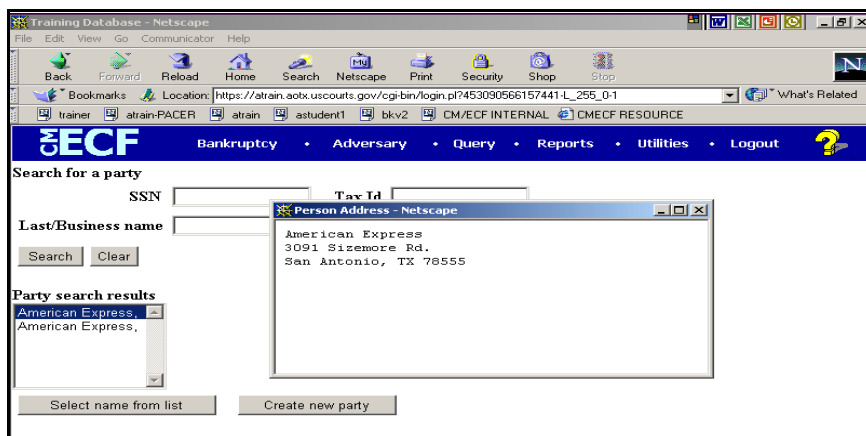 Training Database - Netscape
File Edit View Go Communicator Help
Back Forward Reload Home Search Netscape Print Security Shop Stop
Bookmarks Location: https://atrain.aotx.uscourts.gov/cgi-bin/login.pl?453090566157441-L_255_0-1 What's Related
trainer atrain-PACER atrain astudent1 bkv2 CM/ECF INTERNAL CMECF RESOURCE
CM ECF Bankruptcy • Adversary • Query • Reports • Utilities • Logout ?
Search for a party
SSN Tax Id
Last/Business name
Search Clear
Person Address - Netscape
American Express
3091 Sizemore Rd.
San Antonio, TX 78555
Party search results
American Express,
American Express,
Select name from list Create new party